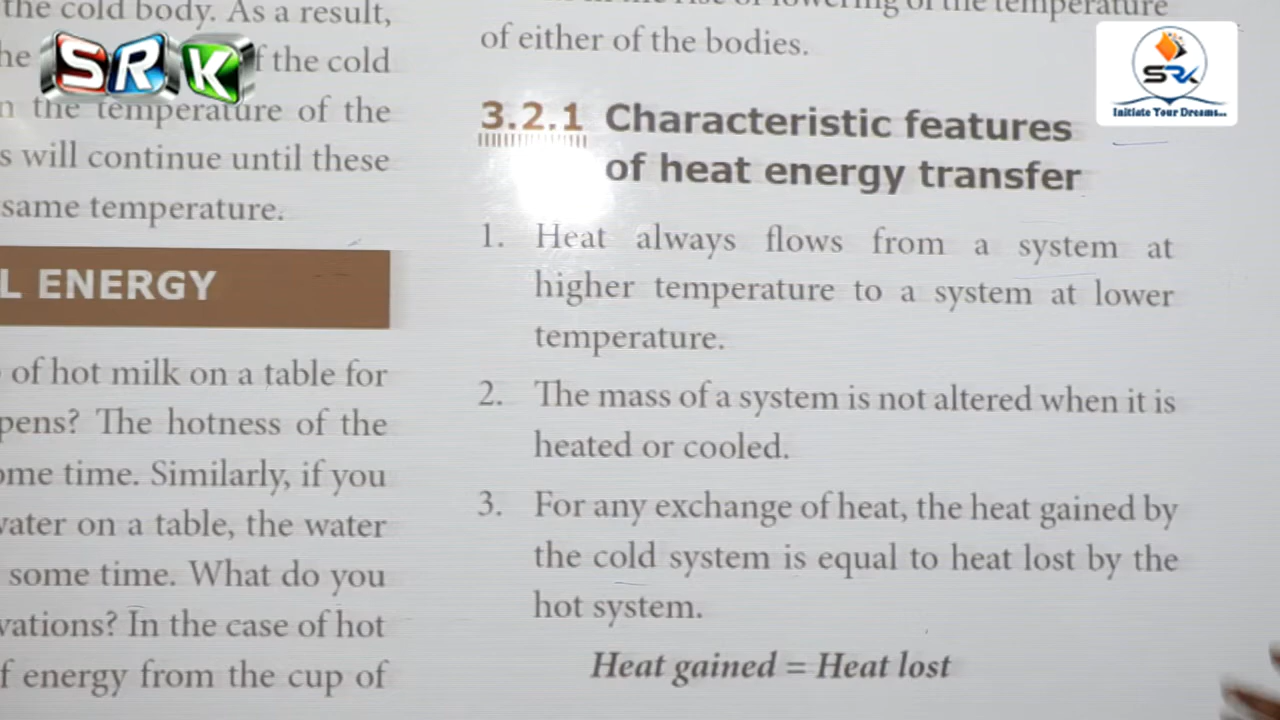 the cold body. As a result,
he
f the cold
n the temperature of the
s will continue until these
same temperature.
L ENERGY
of hot milk on a table for
pens? The hotness of the
ome time. Similarly, if you
vater on a table, the water
some time. What do you
vations? In the case of hot
f energy from the cup of
of the temperature
of either of the bodies.
3.2.1 Characteristic features
of heat energy transfer
1. Heat always flows from a system at
higher temperature to a system at lower
temperature.
2. The mass of a system is not altered when it is
heated or cooled.
3. For any exchange of heat, the heat gained by
the cold system is equal to heat lost by the
hot system.
Heat gained = Heat lost
SRK
SRK
Initiate Your Dreams...